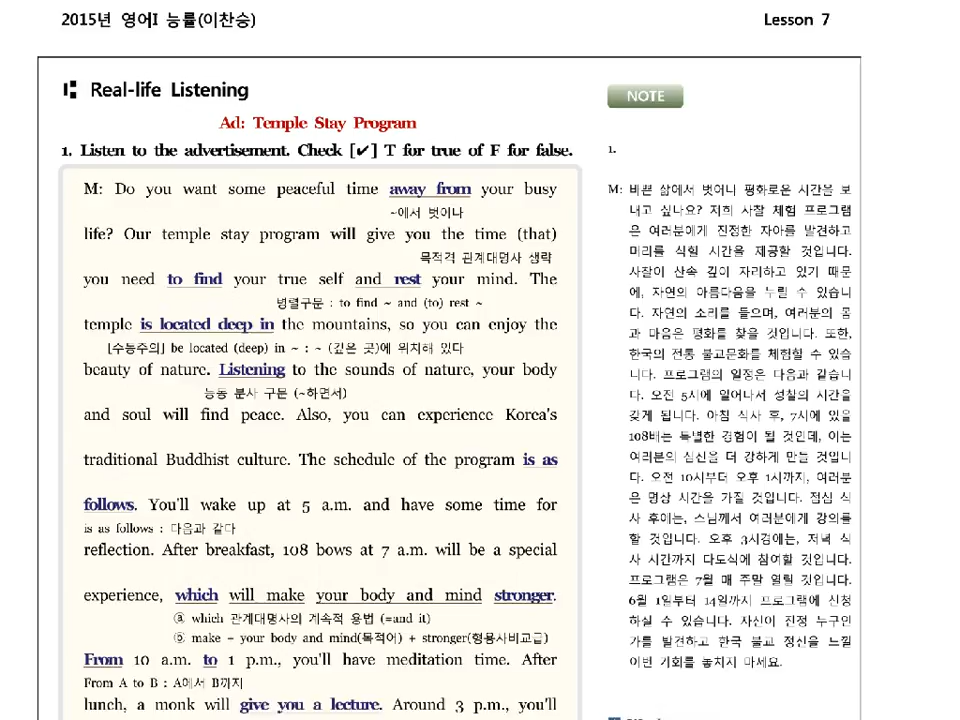 2015년 영어I 능률(이찬승)
Lesson 7
Real-life Listening
Ad: Temple Stay Program
1. Listen to the advertisement. Check [✔] T for true of F for false.
M: Do you want some peaceful time away from your busy
~에서 벗어나
life? Our temple stay program will give you the time (that)
목적격 관계대명사 생략
you need to find your true self and rest your mind. The
병렬구문 : to find ~ and (to) rest ~
temple is located deep in the mountains, so you can enjoy the
[수동주의] be located (deep) in ~ : ~ (깊은 곳)에 위치해 있다
beauty of nature. Listening to the sounds of nature, your body
능동 분사 구문 (~하면서)
and soul will find peace. Also, you can experience Korea's
traditional Buddhist culture. The schedule of the program is as
follows. You'll wake up at 5 a.m. and have some time for
is as follows : 다음과 같다
reflection. After breakfast, 108 bows at 7 a.m. will be a special
experience, which will make your body and mind stronger.
ⓐ which 관계대명사의 계속적 용법 (=and it)
ⓑ make - your body and mind(목적어) + stronger(형용사비교급)
From 10 a.m. to 1 p.m., you'll have meditation time. After
From A to B : A에서 B까지
lunch, a monk will give you a lecture. Around 3 p.m., you'll
NOTE
1.
M: 바쁜 삶에서 벗어나 평화로운 시간을 보
내고 싶나요? 저희 사찰 체험 프로그램
은 여러분에게 진정한 자아를 발견하고
머리를 식힐 시간을 제공할 것입니다.
사찰이 산속 깊이 자리하고 있기 때문
에, 자연의 아름다움을 누릴 수 있습니
다. 자연의 소리를 들으며, 여러분의 몸
과 마음은 평화를 찾을 것입니다. 또한,
한국의 전통 불교문화를 체험할 수 있습
니다. 프로그램의 일정은 다음과 같습니
다. 오전 5시에 일어나서 성찰의 시간을
갖게 됩니다. 아침 식사 후, 7시에 있을
108배는 특별한 경험이 될 것인데, 이는
여러분의 심신을 더 강하게 만들 것입니
다. 오전 10시부터 오후 1시까지, 여러분
은 명상 시간을 가질 것입니다. 점심 식
사 후에는, 스님께서 여러분에게 강의를
할 것입니다. 오후 3시경에는, 저녁 식
사 시간까지 다도식에 참여할 것입니다.
프로그램은 7월 매 주말 열릴 것입니다.
6월 1일부터 14일까지 프로그램에 신청
하실 수 있습니다. 자신이 진정 누구인
가를 발견하고 한국 불교 정신을 느낄
이번 기회를 놓치지 마세요.